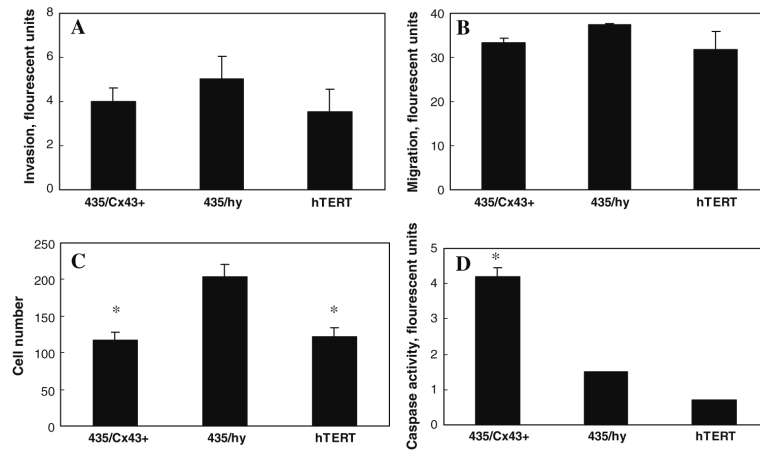 A
Invasion, flourescent units
8
6
4
2
0
435/Cx43+ 435/hy hTERT
B
Migration, flourescent units
40
30
20
10
0
435/Cx43+ 435/hy hTERT
C
Cell number
250
200
150
100
50
0
* *
435/Cx43+ 435/hy hTERT
D
Caspase activity, flourescent units
5
4
3
2
1
0
*
435/Cx43+ 435/hy hTERT